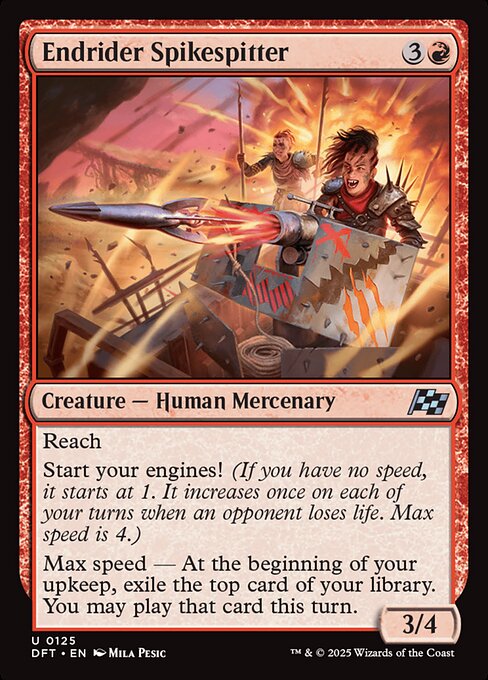 Endrider Spikespitter 3
Creature — Human Mercenary
Reach
Start your engines! (If you have no speed,
it starts at 1. It increases once on each of
your turns when an opponent loses life. Max
speed is 4.)
Max speed — At the beginning of your
upkeep, exile the top card of your library.
You may play that card this turn.
3/4
U 0125
DFT • EN Mila Pesic ™ & © 2025 Wizards of the Coast